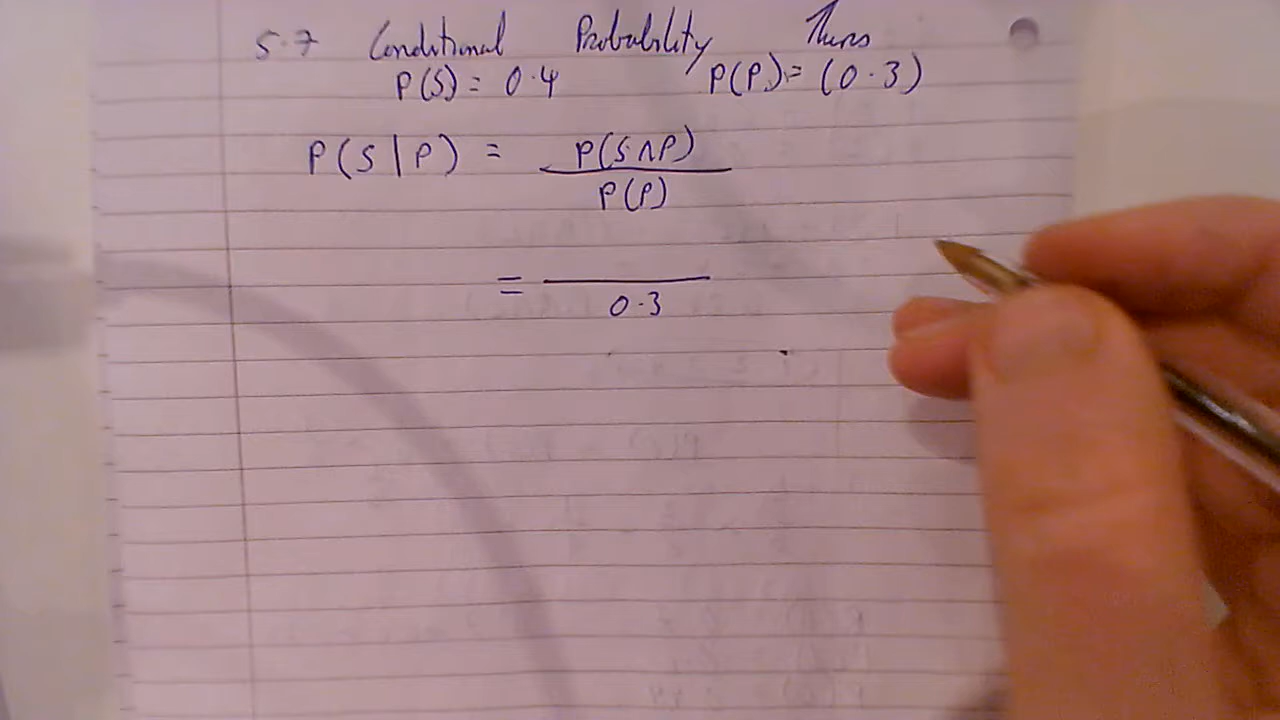 5.7 Conditional Probability
P(S) = 0.4 P(P) = (0.3)
P(S|P) = P(S∩P)
P(P)
=
0.3